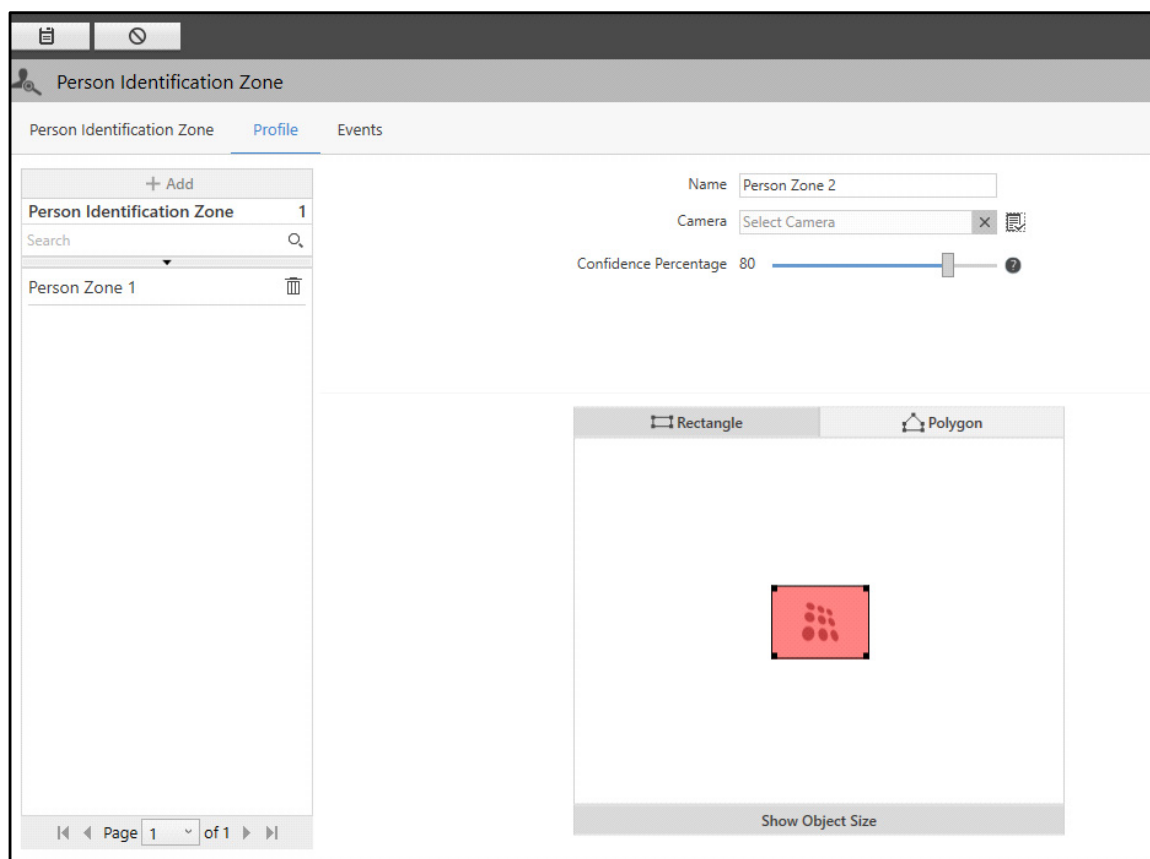 Person Identification Zone
Person Identification Zone Profile Events
+ Add
Person Identification Zone 1
Search
Person Zone 1
Page 1 of 1
Name Person Zone 2
Camera Select Camera
Confidence Percentage 80
Rectangle Polygon
Show Object Size